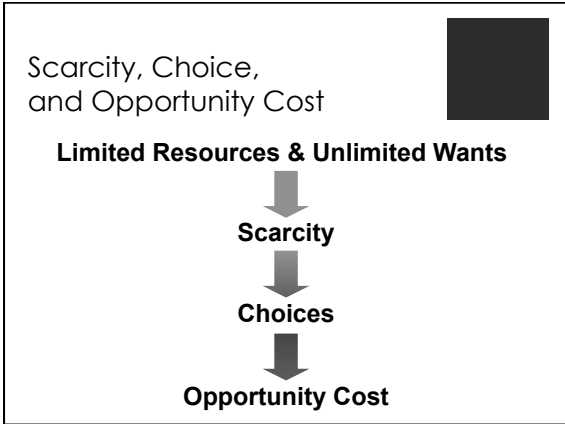 Scarcity, Choice,
and Opportunity Cost
Limited Resources & Unlimited Wants
Scarcity
Choices
Opportunity Cost